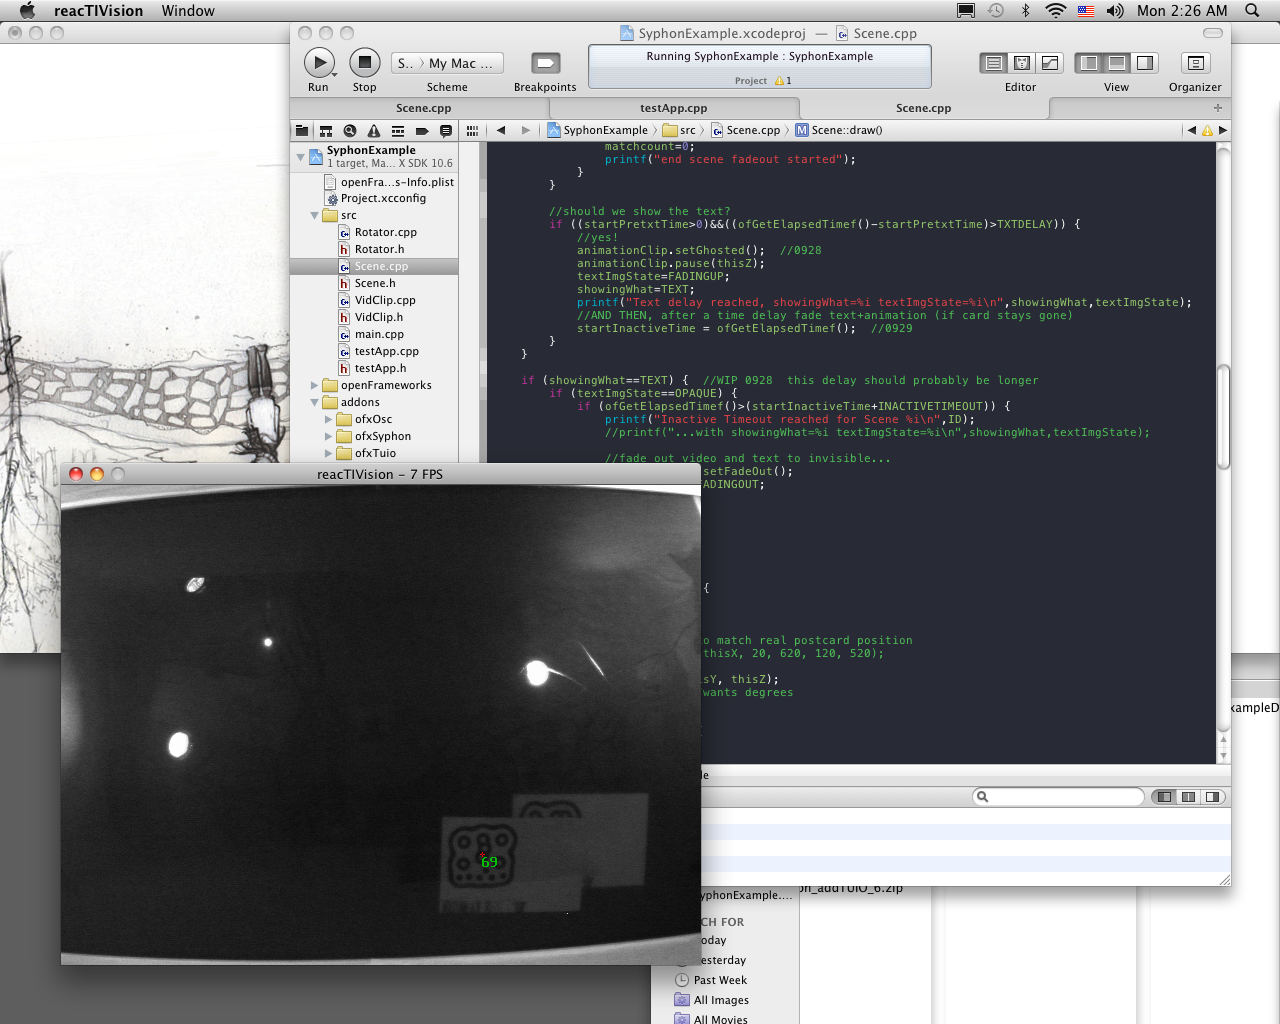 reacTIVision Window Mon 2:26 AM
SyphonExample.xcodeproj — Scene.cpp
S.. 〉 My Mac ...
Running SyphonExample : SyphonExample
Project 1
Run Stop Scheme Breakpoints Editor View Organizer
Scene.cpp testApp.cpp Scene.cpp
SyphonExample 〉 src 〉 Scene.cpp 〉 M Scene::draw()
SyphonExample
1 target, Ma... X SDK 10.6
openFra...s-Info.plist
Project.xcconfig
src
Rotator.cpp
Rotator.h
Scene.cpp
Scene.h
VidClip.cpp
VidClip.h
main.cpp
testApp.cpp
testApp.h
openFrameworks
addons
ofxOsc
ofxSyphon
ofxTuio
matchcount=0;
printf("end scene fadeout started");
}
}
//should we show the text?
if ((startPretxtTime>0)&&((ofGetElapsedTimef()-startPretxtTime)>TXTDELAY)) {
//yes!
animationClip.setGhosted(); //0928
animationClip.pause(thisZ);
textImgState=FADINGUP;
showingWhat=TEXT;
printf("Text delay reached, showingWhat=%i textImgState=%i\n",showingWhat,textImgState);
//AND THEN, after a time delay fade text+animation (if card stays gone)
startInactiveTime = ofGetElapsedTimef(); //0929
}
}
if (showingWhat==TEXT) { //WIP 0928 this delay should probably be longer
if (textImgState==OPAQUE) {
if (ofGetElapsedTimef()>(startInactiveTime+INACTIVETIMEOUT)) {
printf("Inactive Timeout reached for Scene %i\n",ID);
//printf("...with showingWhat=%i textImgState=%i\n",showingWhat,textImgState);
//fade out video and text to invisible...
setFadeOut();
ADINGOUT;
{
o match real postcard position
thisX, 20, 620, 120, 520);
sY, thisZ);
wants degrees
reacTIVision - 7 FPS
69
le
xampleD
on_addTUIO_6.zip
yphonExample....
CH FOR
oday
esterday
Past Week
All Images
All Movies